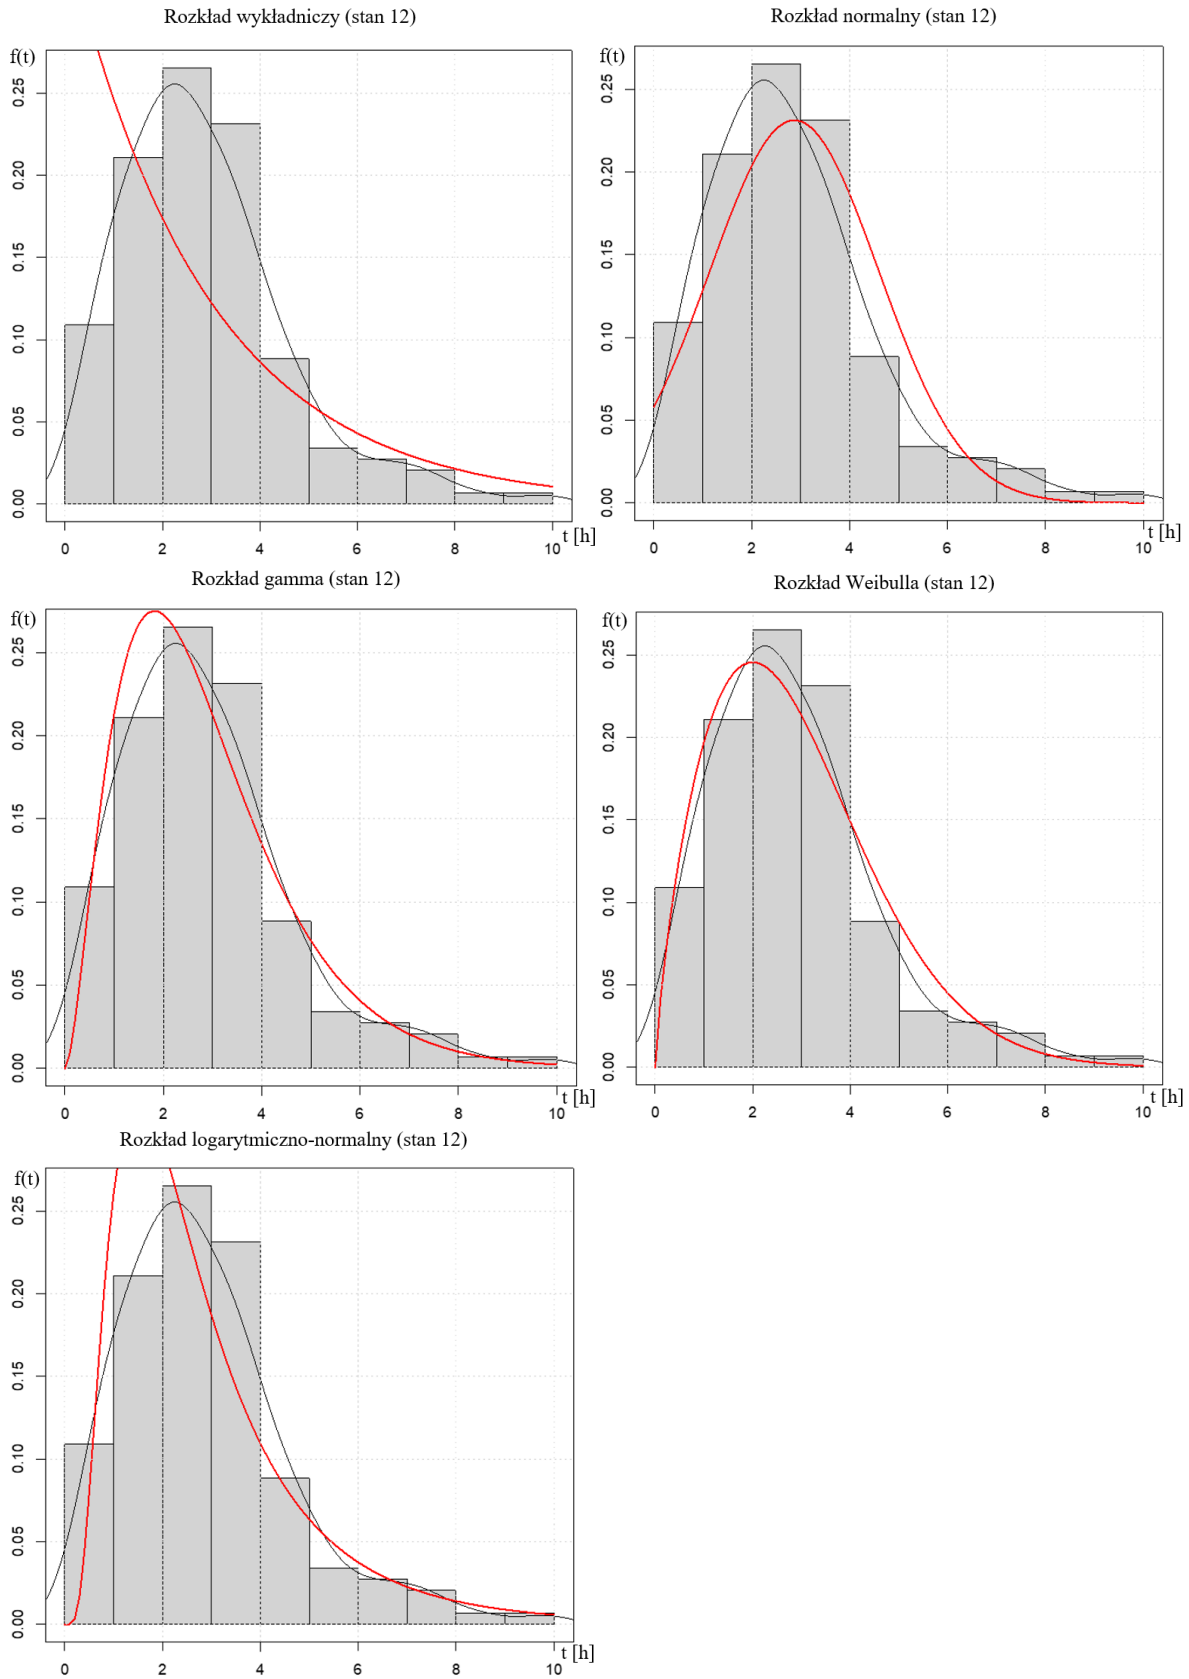 Rozkład wykładniczy (stan 12)
f(t)
0.25
0.20
0.15
0.10
0.05
0.00
0 2 4 6 8 10
t [h]
Rozkład normalny (stan 12)
f(t)
0.25
0.20
0.15
0.10
0.05
0.00
0 2 4 6 8 10
t [h]
Rozkład gamma (stan 12)
f(t)
0.25
0.20
0.15
0.10
0.05
0.00
0 2 4 6 8 10
t [h]
Rozkład Weibulla (stan 12)
f(t)
0.25
0.20
0.15
0.10
0.05
0.00
0 2 4 6 8 10
t [h]
Rozkład logarytmiczno-normalny (stan 12)
f(t)
0.25
0.20
0.15
0.10
0.05
0.00
0 2 4 6 8 10
t [h]